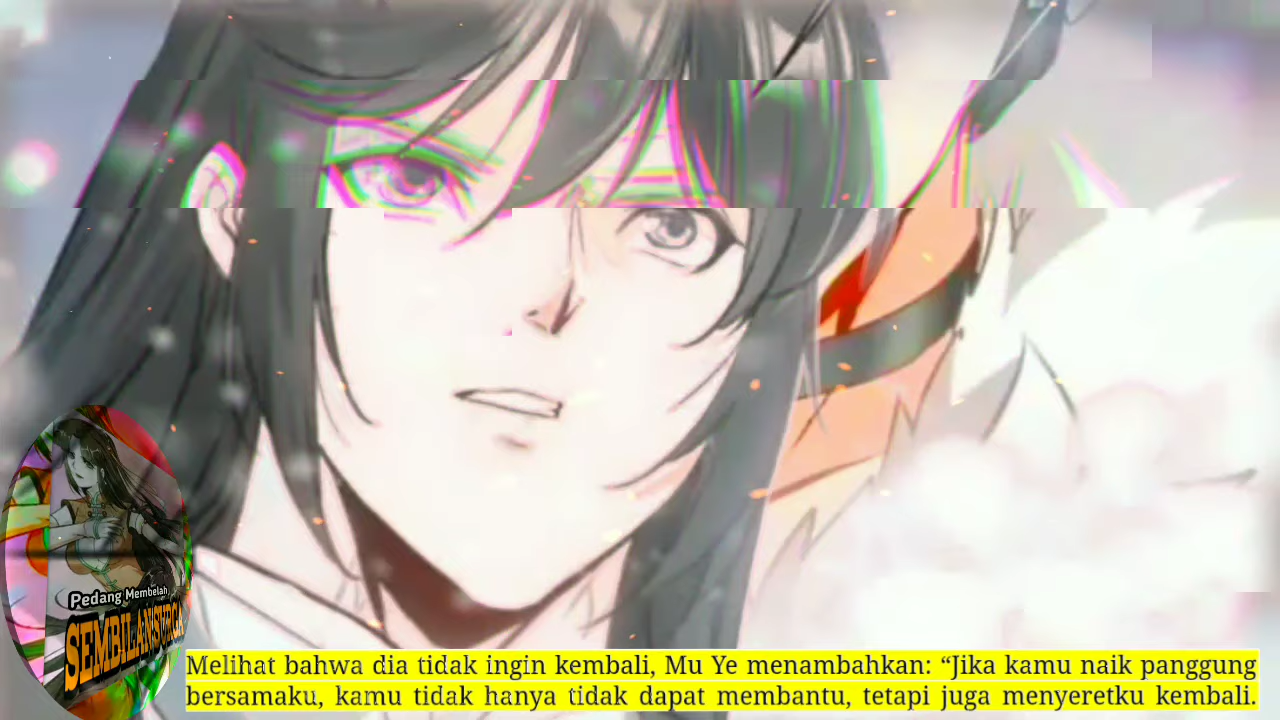 Pedang Membelah
SEMBILAN SURGA
Melihat bahwa dia tidak ingin kembali, Mu Ye menambahkan: “Jika kamu naik panggung
bersamaku, kamu tidak hanya tidak dapat membantu, tetapi juga menyeretku kembali.